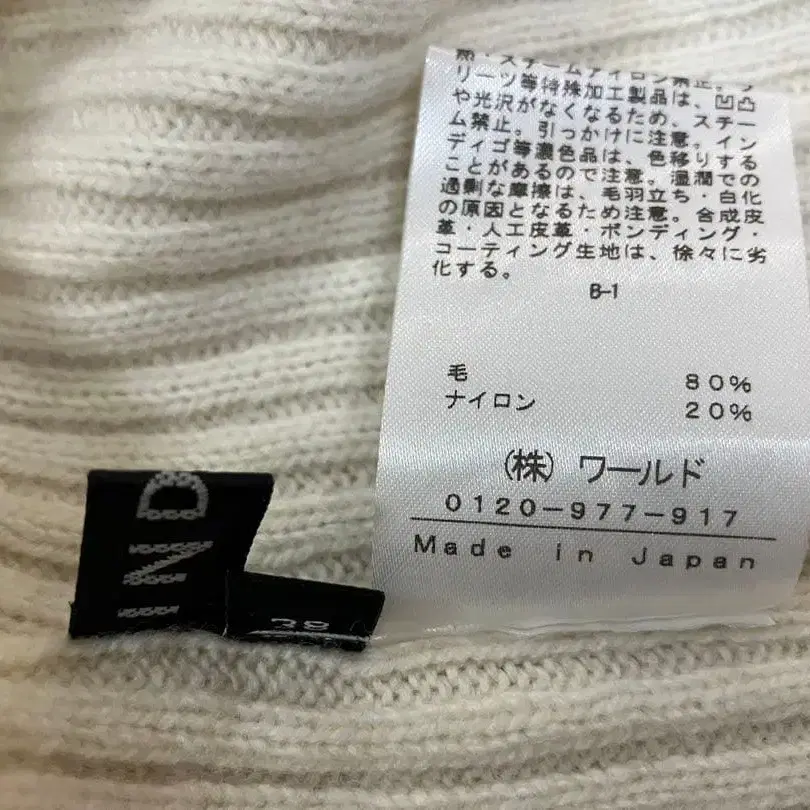 ・スチームアイロン禁止。プ
リーツ等特殊加工製品は、凹凸
や光沢がなくなるため、スチー
ム禁止。引っかけに注意。イン
ディゴ等濃色品は、色移りする
ことがあるので注意。湿潤での
過剰な摩擦は、毛羽立ち・白化
の原因となるため注意。合成皮
革・人工皮革・ボンディング・
コーティング生地は、徐々に劣
化する。
B-1
毛 80%
ナイロン 20%
(株) ワールド
0120-977-917
Made in Japan
IND
38